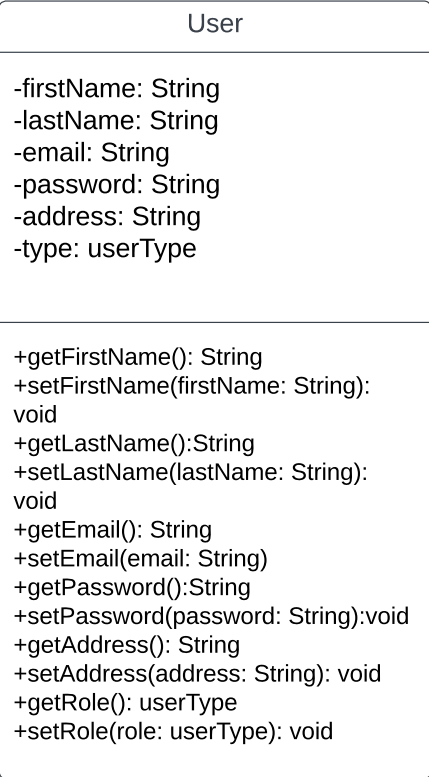 User
-firstName: String
-lastName: String
-email: String
-password: String
-address: String
-type: userType
+getFirstName(): String
+setFirstName(firstName: String):
void
+getLastName():String
+setLastName(lastName: String):
void
+getEmail(): String
+setEmail(email: String)
+getPassword():String
+setPassword(password: String):void
+getAddress(): String
+setAddress(address: String): void
+getRole(): userType
+setRole(role: userType): void